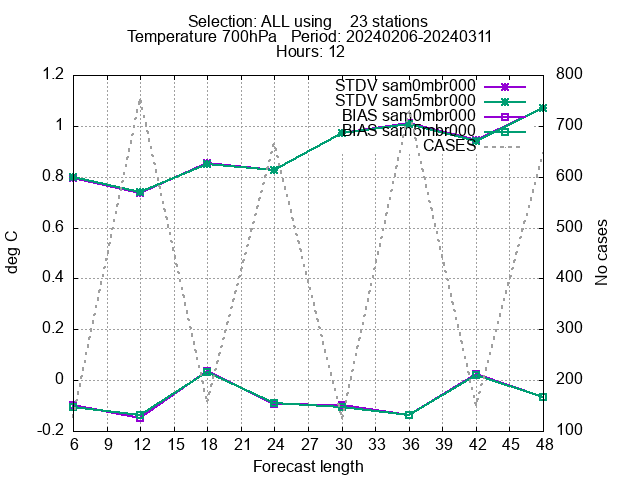 Selection: ALL using    23 stations
Temperature 700hPa   Period: 20240206-20240311
Hours: 12
STDV sam0mbr000
STDV sam5mbr000
BIAS sam0mbr000
BIAS sam5mbr000
CASES
1.2
1
0.8
0.6
0.4
0.2
0
-0.2
deg C
800
700
600
500
400
300
200
100
No cases
6 9 12 15 18 21 24 27 30 33 36 39 42 45 48
Forecast length